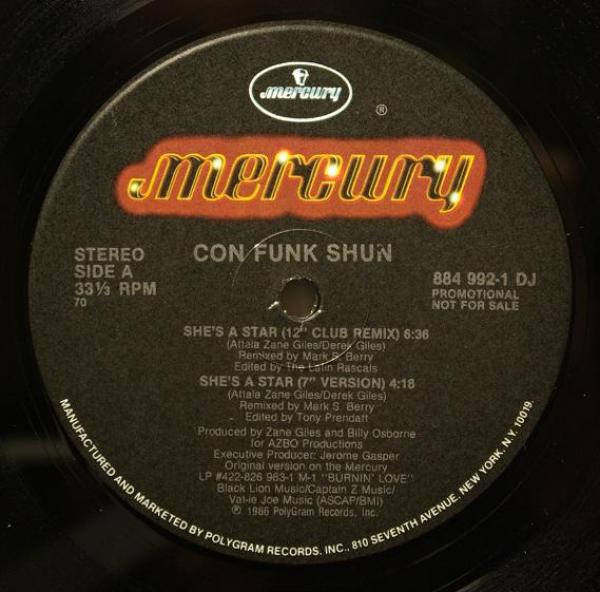 mercury
®
mercury
STEREO
SIDE A
33⅓ RPM
70
CON FUNK SHUN
884 992-1 DJ
PROMOTIONAL
NOT FOR SALE
SHE'S A STAR (12" CLUB REMIX) 6:36
(Attala Zane Giles/Derek Giles)
Remixed by Mark S. Berry
Edited by The Latin Rascals
SHE'S A STAR (7" VERSION) 4:18
(Attala Zane Giles/Derek Giles)
Remixed by Mark S. Berry
Edited by Tony Prendatt
Produced by Zane Giles and Billy Osborne
for AZBO Productions
Executive Producer: Jerome Gasper
Original version on the Mercury
LP #422-826 963-1 M-1 "BURNIN' LOVE"
Black Lion Music/Captain Z Music/
Val-ie Joe Music (ASCAP/BMI)
℗ 1986 PolyGram Records, Inc.
MANUFACTURED AND MARKETED BY POLYGRAM RECORDS, INC., 810 SEVENTH AVENUE, NEW YORK, N.Y. 10019.